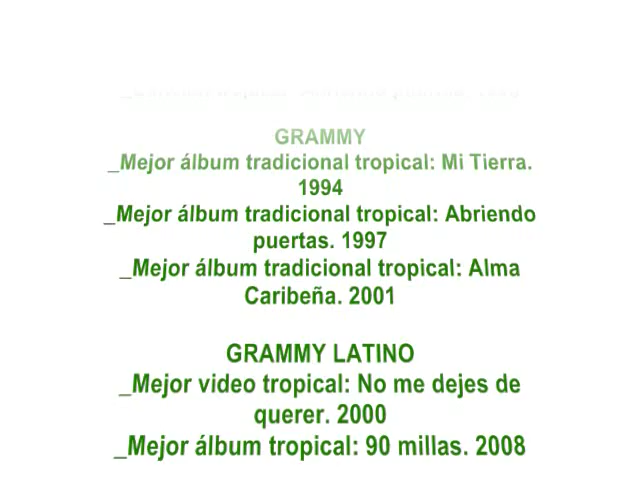 GRAMMY
_Mejor álbum tradicional tropical: Mi Tierra.
1994
_Mejor álbum tradicional tropical: Abriendo
puertas. 1997
_Mejor álbum tradicional tropical: Alma
Caribeña. 2001
GRAMMY LATINO
_Mejor video tropical: No me dejes de
querer. 2000
_Mejor álbum tropical: 90 millas. 2008